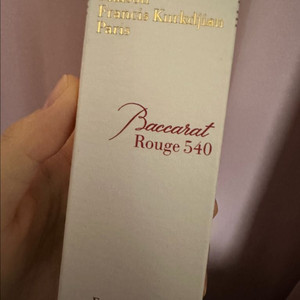 Francis Kurkdjian
Paris
Baccarat
Rouge 540